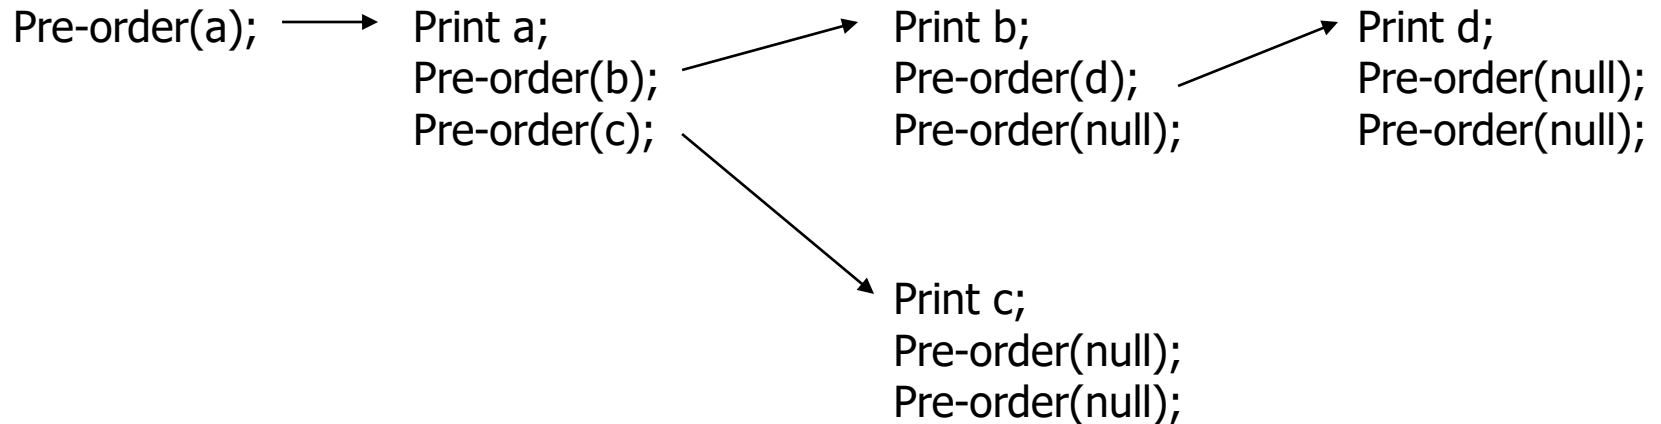 Pre-order(a);
Print a;
Pre-order(b);
Pre-order(c);
Print b;
Pre-order(d);
Pre-order(null);
Print d;
Pre-order(null);
Pre-order(null);
Print c;
Pre-order(null);
Pre-order(null);